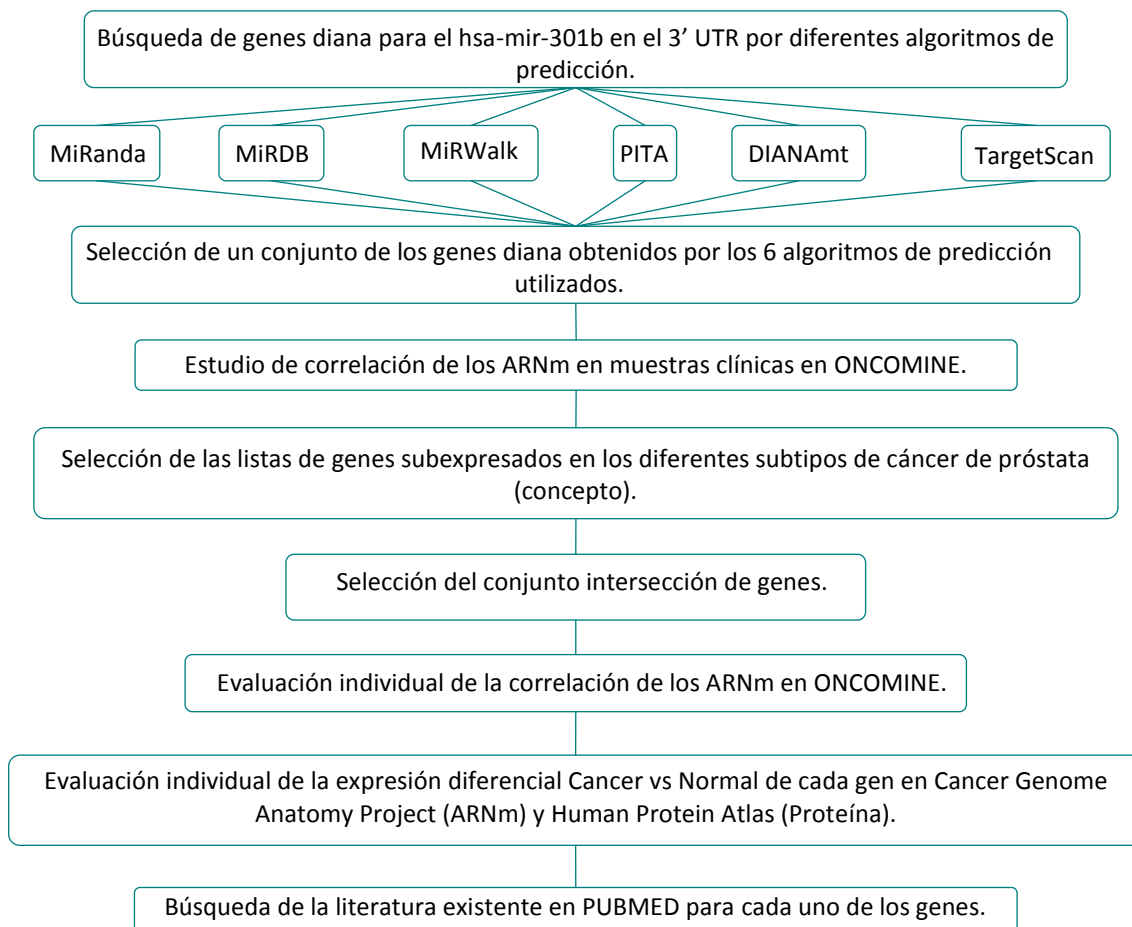 Búsqueda de genes diana para el hsa-mir-301b en el 3’ UTR por diferentes algoritmos de
predicción.
MiRanda
MiRDB
MiRWalk
PITA
DIANAmt
TargetScan
Selección de un conjunto de los genes diana obtenidos por los 6 algoritmos de predicción
utilizados.
Estudio de correlación de los ARNm en muestras clínicas en ONCOMINE.
Selección de las listas de genes subexpresados en los diferentes subtipos de cáncer de próstata
(concepto).
Selección del conjunto intersección de genes.
Evaluación individual de la correlación de los ARNm en ONCOMINE.
Evaluación individual de la expresión diferencial Cancer vs Normal de cada gen en Cancer Genome
Anatomy Project (ARNm) y Human Protein Atlas (Proteína).
Búsqueda de la literatura existente en PUBMED para cada uno de los genes.